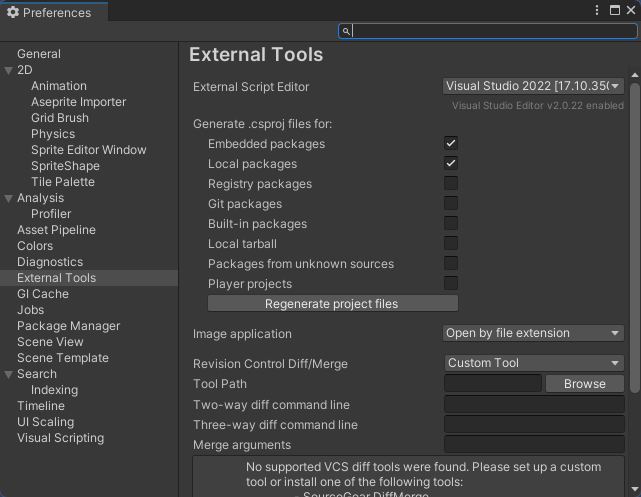 Preferences
External Tools
General
2D
Animation
Aseprite Importer
Grid Brush
Physics
Sprite Editor Window
SpriteShape
Tile Palette
Analysis
Profiler
Asset Pipeline
Colors
Diagnostics
External Tools
GI Cache
Jobs
Package Manager
Scene View
Scene Template
Search
Indexing
Timeline
UI Scaling
Visual Scripting
External Script Editor
Visual Studio 2022 [17.10.35(
Visual Studio Editor v2.0.22 enabled
Generate .csproj files for:
Embedded packages
Local packages
Registry packages
Git packages
Built-in packages
Local tarball
Packages from unknown sources
Player projects
Regenerate project files
Image application
Open by file extension
Revision Control Diff/Merge
Custom Tool
Tool Path
Browse
Two-way diff command line
Three-way diff command line
Merge arguments
No supported VCS diff tools were found. Please set up a custom
tool or install one of the following tools:
- SourceGear DiffMerge